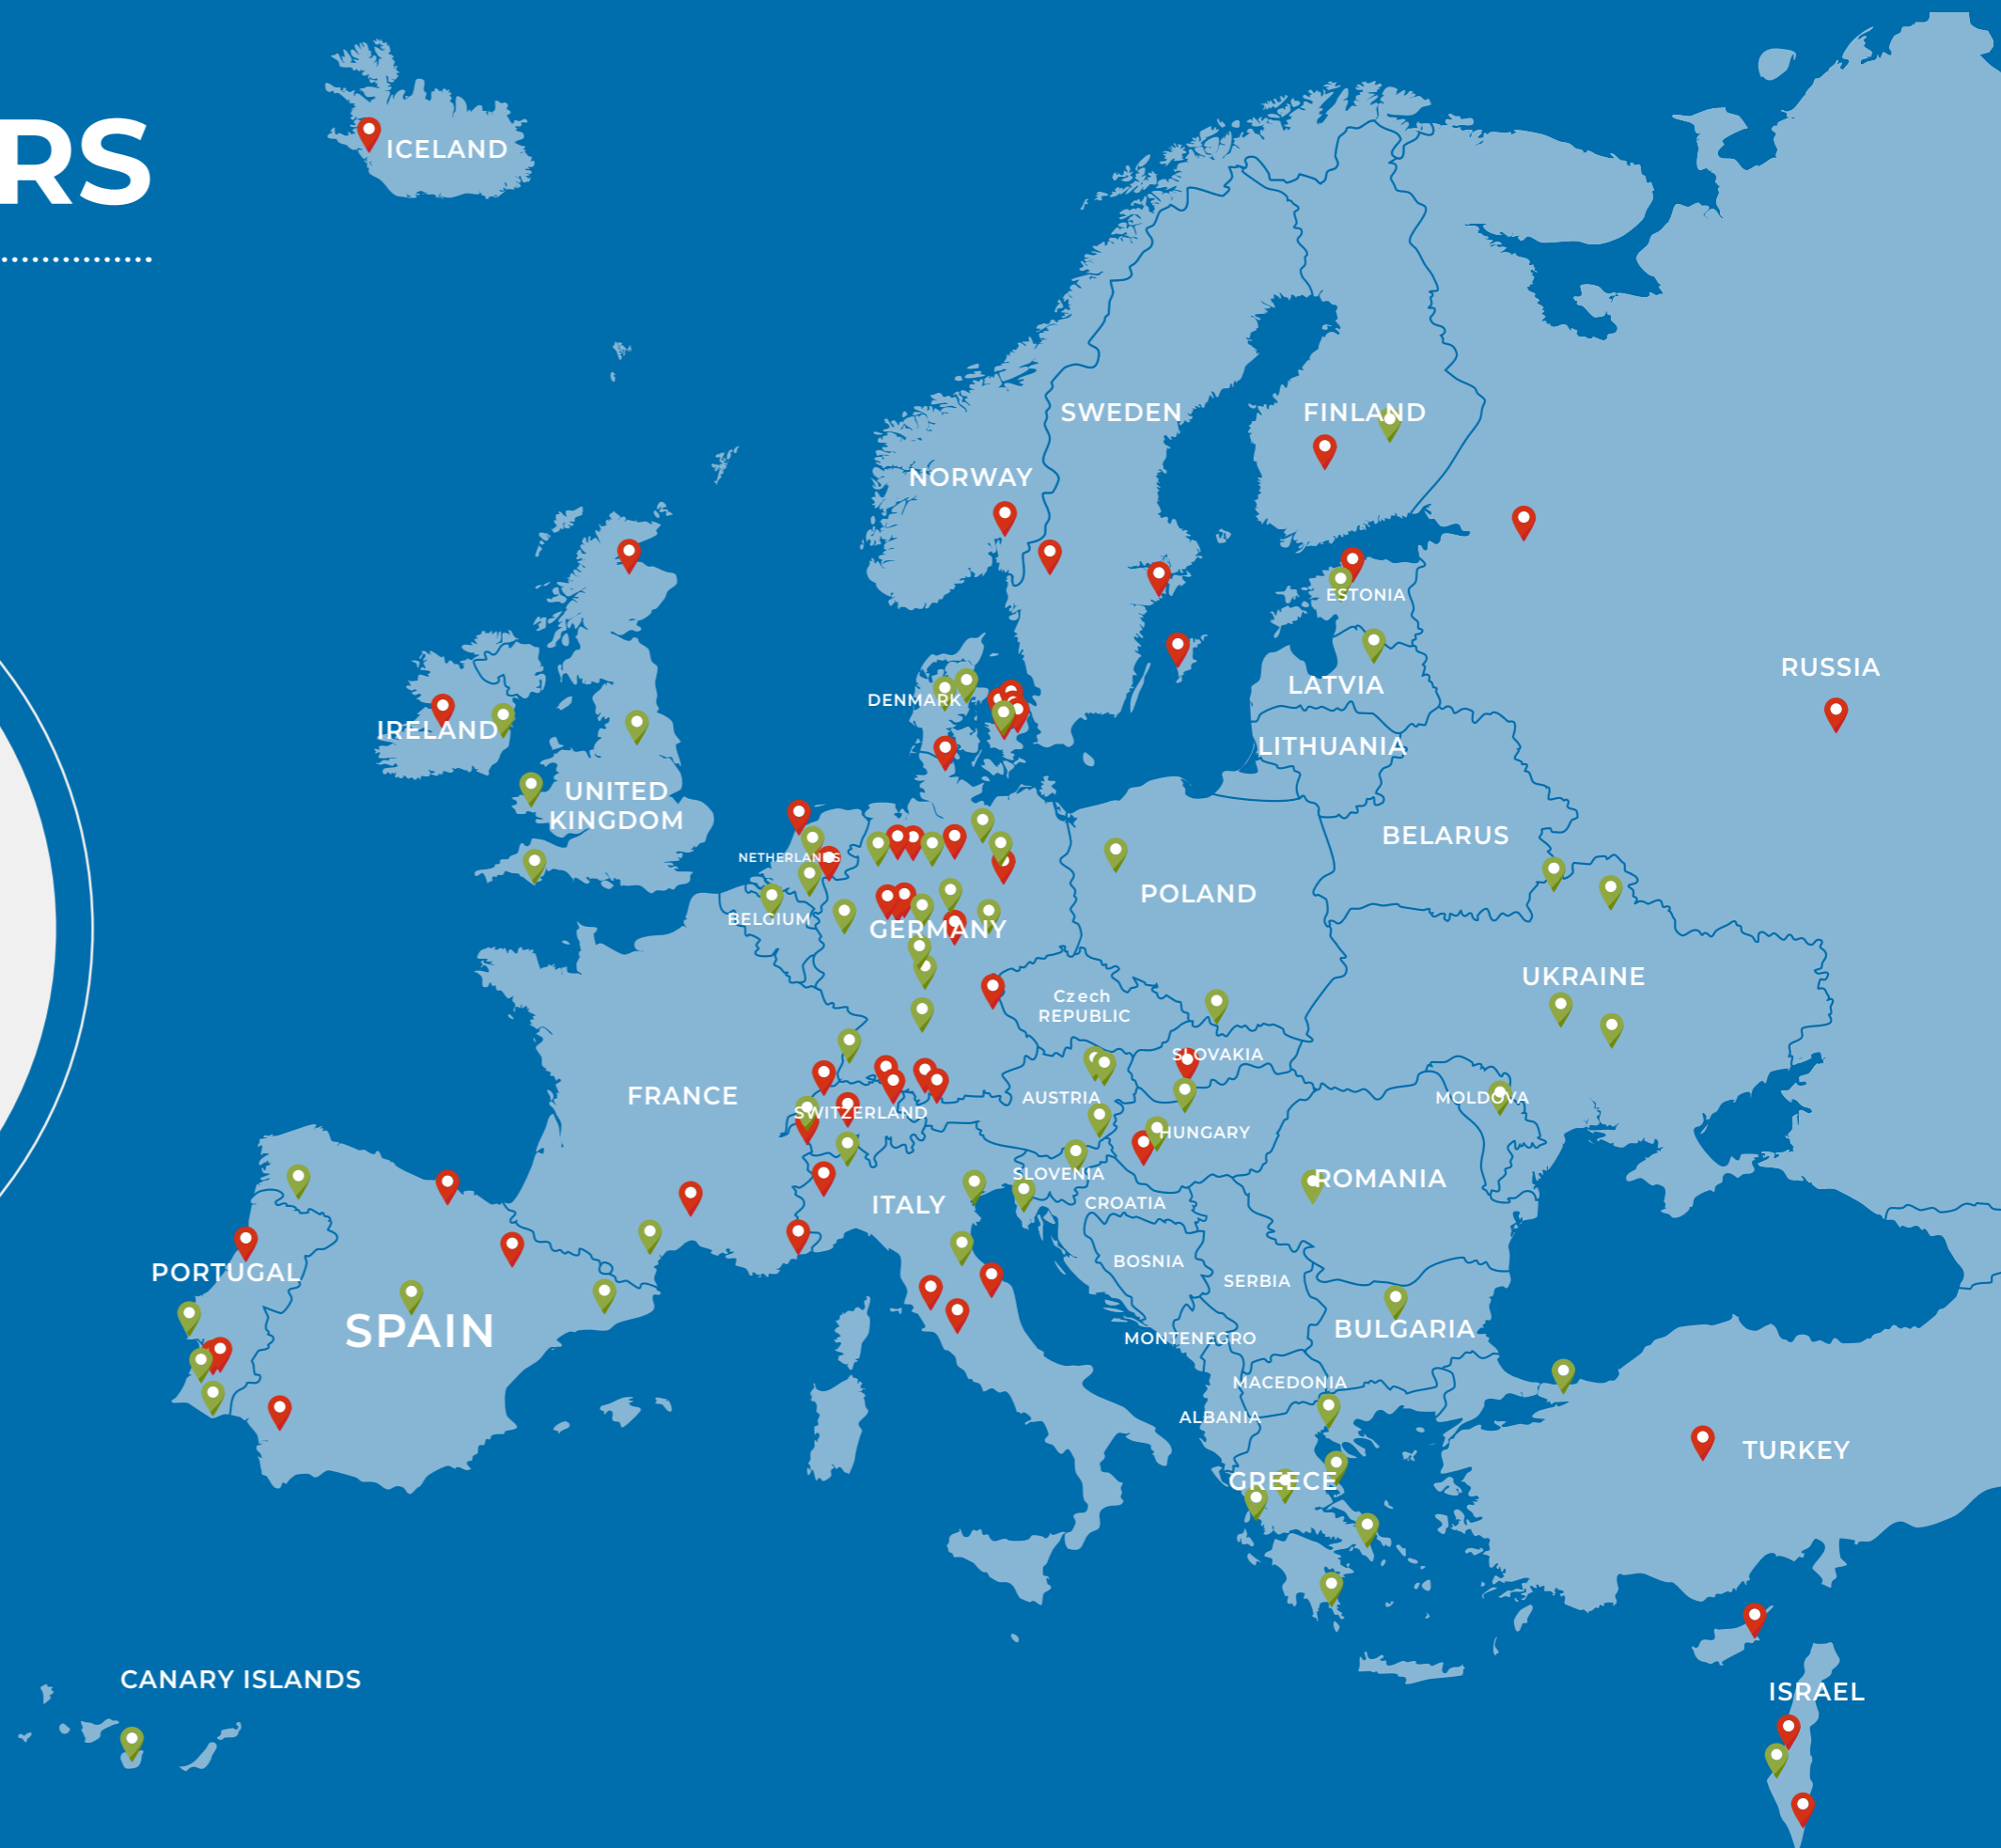 RS
ICELAND
SWEDEN
FINLAND
NORWAY
ESTONIA
RUSSIA
LATVIA
DENMARK
IRELAND
LITHUANIA
UNITED
KINGDOM
BELARUS
NETHERLANDS
POLAND
BELGIUM
GERMANY
UKRAINE
Czech
REPUBLIC
SLOVAKIA
FRANCE
AUSTRIA
MOLDOVA
SWITZERLAND
HUNGARY
SLOVENIA
ROMANIA
ITALY
CROATIA
BOSNIA
PORTUGAL
SERBIA
SPAIN
BULGARIA
MONTENEGRO
MACEDONIA
ALBANIA
TURKEY
GREECE
CANARY ISLANDS
ISRAEL